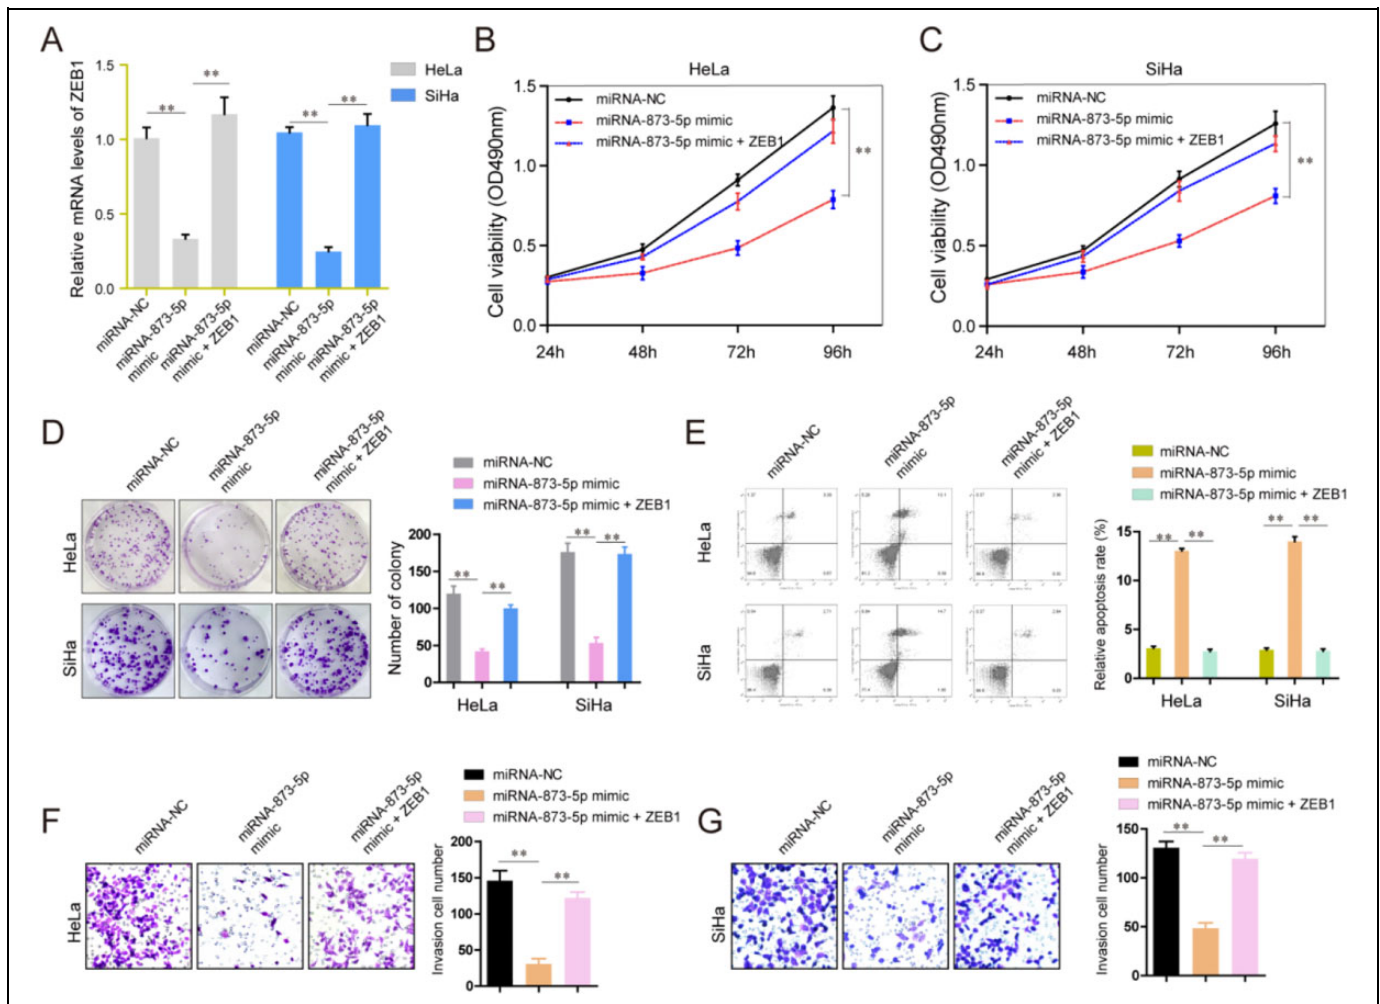 A
Relative mRNA levels of ZEB1
1.5
1.0
0.5
0.0
**
**
**
**
HeLa
SiHa
miRNA-NC
miRNA-873-5p
mimic
miRNA-873-5p
mimic + ZEB1
miRNA-NC
miRNA-873-5p
mimic
miRNA-873-5p
mimic + ZEB1
B
HeLa
Cell viability (OD490nm)
1.5
1.0
0.5
0.0
miRNA-NC
miRNA-873-5p mimic
miRNA-873-5p mimic + ZEB1
**
24h
48h
72h
96h
C
SiHa
Cell viability (OD490nm)
1.5
1.0
0.5
0.0
miRNA-NC
miRNA-873-5p mimic
miRNA-873-5p mimic + ZEB1
**
24h
48h
72h
96h
D
miRNA-NC
miRNA-873-5p
mimic
miRNA-873-5p
mimic + ZEB1
HeLa
SiHa
miRNA-NC
miRNA-873-5p mimic
miRNA-873-5p mimic + ZEB1
Number of colony
200
150
100
50
0
**
**
**
**
HeLa
SiHa
E
miRNA-NC
miRNA-873-5p
mimic
miRNA-873-5p
mimic + ZEB1
HeLa
SiHa
miRNA-NC
miRNA-873-5p mimic
miRNA-873-5p mimic + ZEB1
Relative apoptosis rate (%)
15
10
5
0
**
**
**
**
HeLa
SiHa
F
miRNA-NC
miRNA-873-5p
mimic
miRNA-873-5p
mimic + ZEB1
HeLa
miRNA-NC
miRNA-873-5p mimic
miRNA-873-5p mimic + ZEB1
Invasion cell number
200
150
100
50
0
**
**
G
miRNA-NC
miRNA-873-5p
mimic
miRNA-873-5p
mimic + ZEB1
SiHa
miRNA-NC
miRNA-873-5p mimic
miRNA-873-5p mimic + ZEB1
Invasion cell number
150
100
50
0
**
**